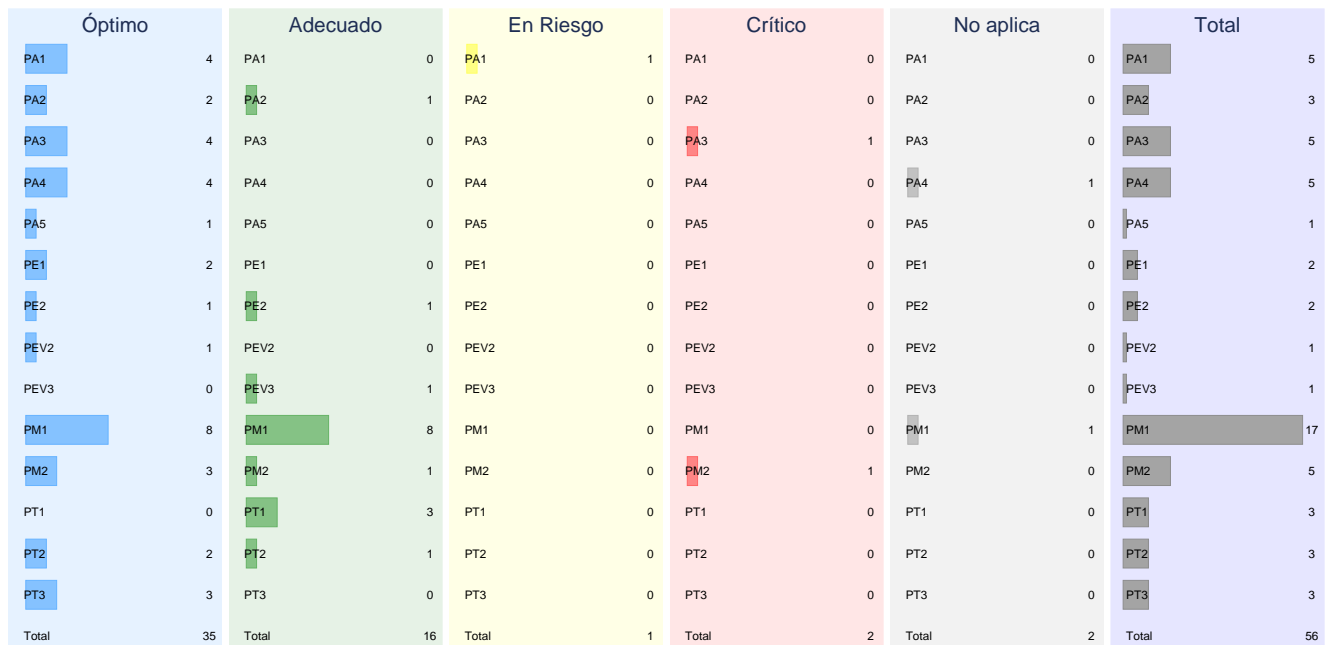 Óptimo Adecuado En Riesgo Crítico No aplica Total
PA1 4 PA1 0 PA1 1 PA1 0 PA1 0 PA1 5
PA2 2 PA2 1 PA2 0 PA2 0 PA2 0 PA2 3
PA3 4 PA3 0 PA3 0 PA3 1 PA3 0 PA3 5
PA4 4 PA4 0 PA4 0 PA4 0 PA4 1 PA4 5
PA5 1 PA5 0 PA5 0 PA5 0 PA5 0 PA5 1
PE1 2 PE1 0 PE1 0 PE1 0 PE1 0 PE1 2
PE2 1 PE2 1 PE2 0 PE2 0 PE2 0 PE2 2
PEV2 1 PEV2 0 PEV2 0 PEV2 0 PEV2 0 PEV2 1
PEV3 0 PEV3 1 PEV3 0 PEV3 0 PEV3 0 PEV3 1
PM1 8 PM1 8 PM1 0 PM1 0 PM1 1 PM1 17
PM2 3 PM2 1 PM2 0 PM2 1 PM2 0 PM2 5
PT1 0 PT1 3 PT1 0 PT1 0 PT1 0 PT1 3
PT2 2 PT2 1 PT2 0 PT2 0 PT2 0 PT2 3
PT3 3 PT3 0 PT3 0 PT3 0 PT3 0 PT3 3
Total 35 Total 16 Total 1 Total 2 Total 2 Total 56